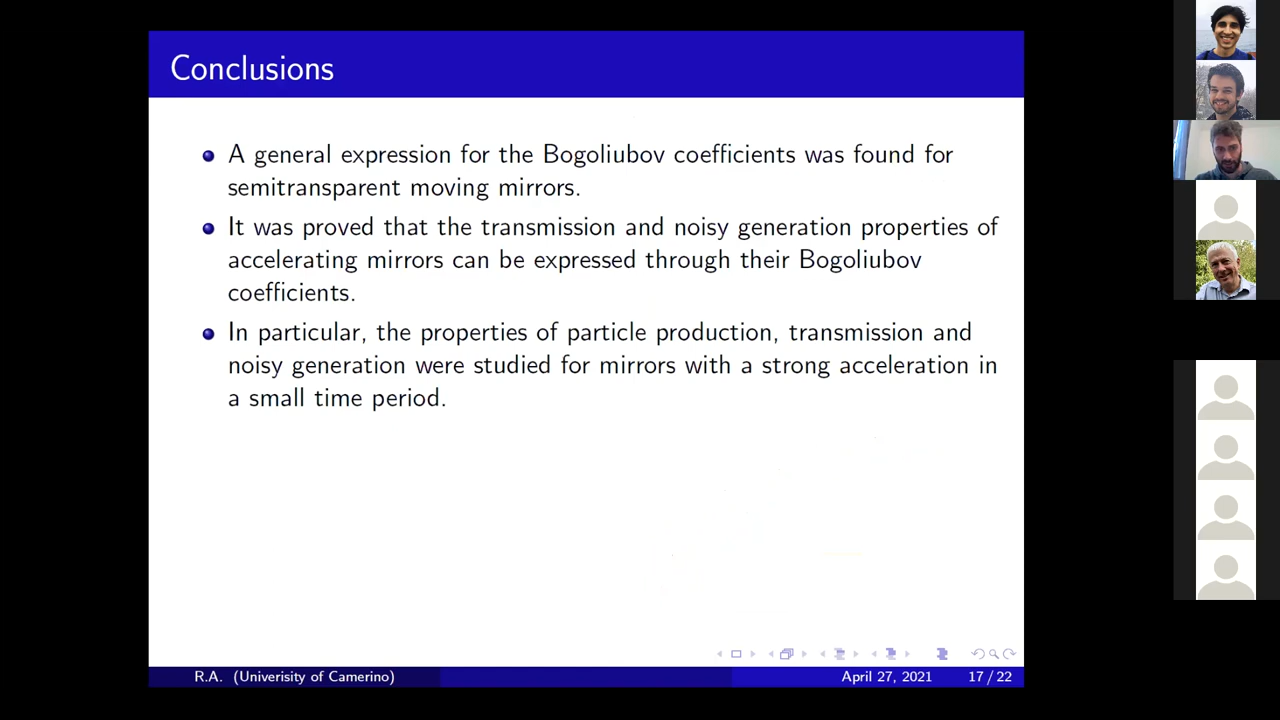 Conclusions
A general expression for the Bogoliubov coefficients was found for
semitransparent moving mirrors.
It was proved that the transmission and noisy generation properties of
accelerating mirrors can be expressed through their Bogoliubov
coefficients.
In particular, the properties of particle production, transmission and
noisy generation were studied for mirrors with a strong acceleration in
a small time period.
R.A. (Univerisity of Camerino)
April 27, 2021
17 / 22